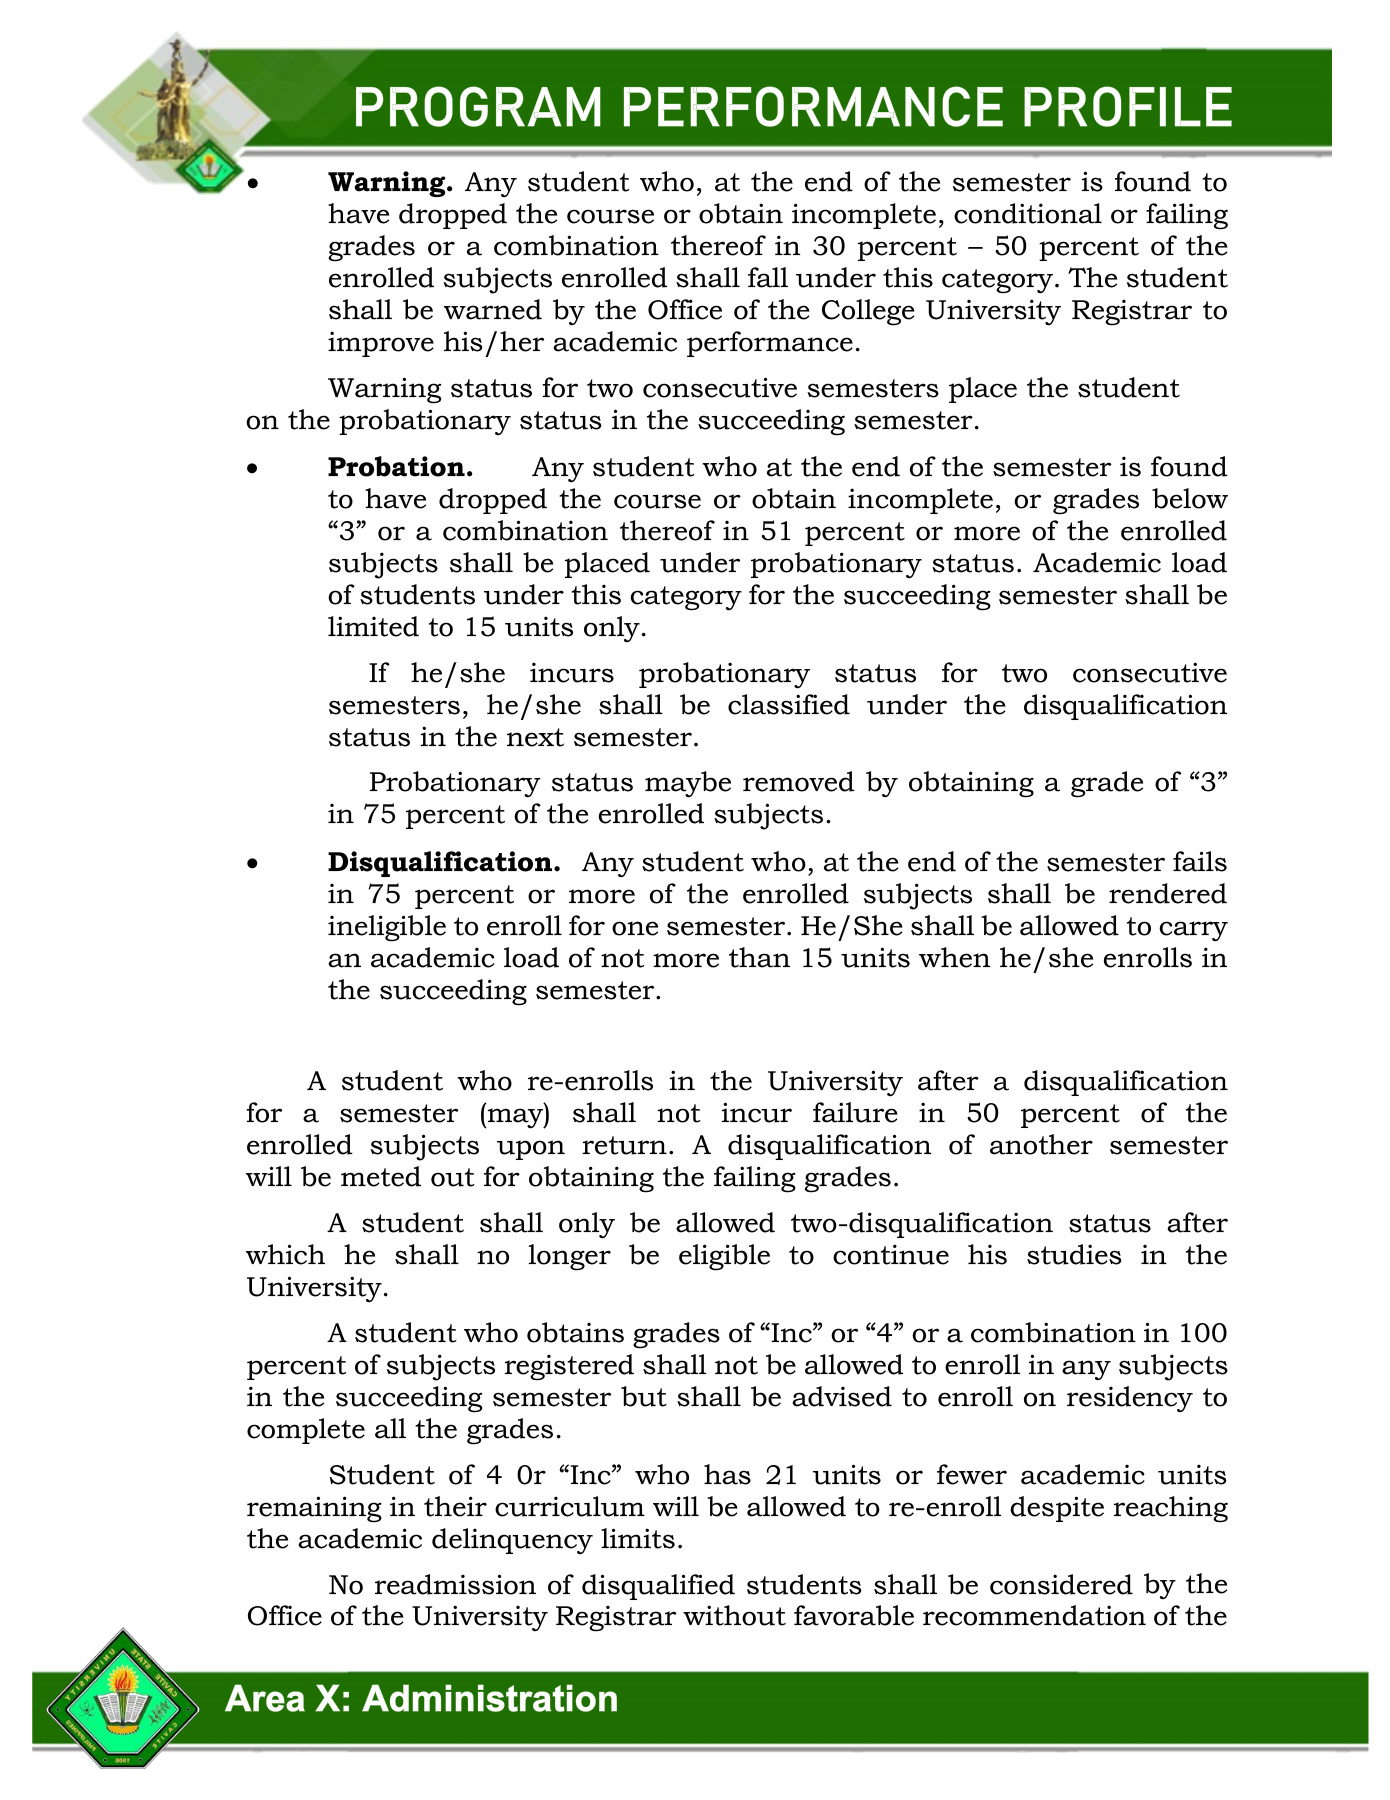 PROGRAM PERFORMANCE PROFILE
• Warning. Any student who, at the end of the semester is found to
have dropped the course or obtain incomplete, conditional or failing
grades or a combination thereof in 30 percent – 50 percent of the
enrolled subjects enrolled shall fall under this category. The student
shall be warned by the Office of the College University Registrar to
improve his/her academic performance.
Warning status for two consecutive semesters place the student
on the probationary status in the succeeding semester.
• Probation. Any student who at the end of the semester is found
to have dropped the course or obtain incomplete, or grades below
“3” or a combination thereof in 51 percent or more of the enrolled
subjects shall be placed under probationary status. Academic load
of students under this category for the succeeding semester shall be
limited to 15 units only.
If he/she incurs probationary status for two consecutive
semesters, he/she shall be classified under the disqualification
status in the next semester.
Probationary status maybe removed by obtaining a grade of “3”
in 75 percent of the enrolled subjects.
• Disqualification. Any student who, at the end of the semester fails
in 75 percent or more of the enrolled subjects shall be rendered
ineligible to enroll for one semester. He/She shall be allowed to carry
an academic load of not more than 15 units when he/she enrolls in
the succeeding semester.
A student who re-enrolls in the University after a disqualification
for a semester (may) shall not incur failure in 50 percent of the
enrolled subjects upon return. A disqualification of another semester
will be meted out for obtaining the failing grades.
A student shall only be allowed two-disqualification status after
which he shall no longer be eligible to continue his studies in the
University.
A student who obtains grades of “Inc” or “4” or a combination in 100
percent of subjects registered shall not be allowed to enroll in any subjects
in the succeeding semester but shall be advised to enroll on residency to
complete all the grades.
Student of 4 0r “Inc” who has 21 units or fewer academic units
remaining in their curriculum will be allowed to re-enroll despite reaching
the academic delinquency limits.
No readmission of disqualified students shall be considered by the
Office of the University Registrar without favorable recommendation of the
CAVITE STATE UNIVERSITY
CAVITE
PHILIPPINES
1906
Area X: Administration